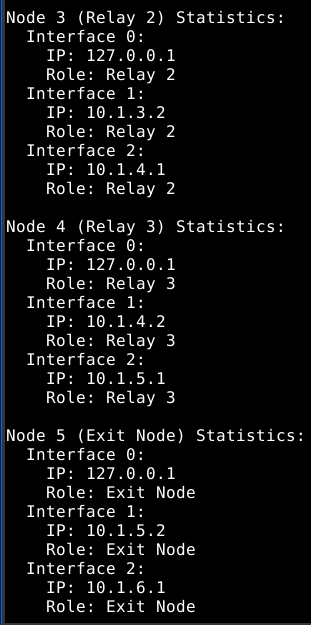 Node 3 (Relay 2) Statistics:
  Interface 0:
    IP: 127.0.0.1
    Role: Relay 2
  Interface 1:
    IP: 10.1.3.2
    Role: Relay 2
  Interface 2:
    IP: 10.1.4.1
    Role: Relay 2

Node 4 (Relay 3) Statistics:
  Interface 0:
    IP: 127.0.0.1
    Role: Relay 3
  Interface 1:
    IP: 10.1.4.2
    Role: Relay 3
  Interface 2:
    IP: 10.1.5.1
    Role: Relay 3

Node 5 (Exit Node) Statistics:
  Interface 0:
    IP: 127.0.0.1
    Role: Exit Node
  Interface 1:
    IP: 10.1.5.2
    Role: Exit Node
  Interface 2:
    IP: 10.1.6.1
    Role: Exit Node